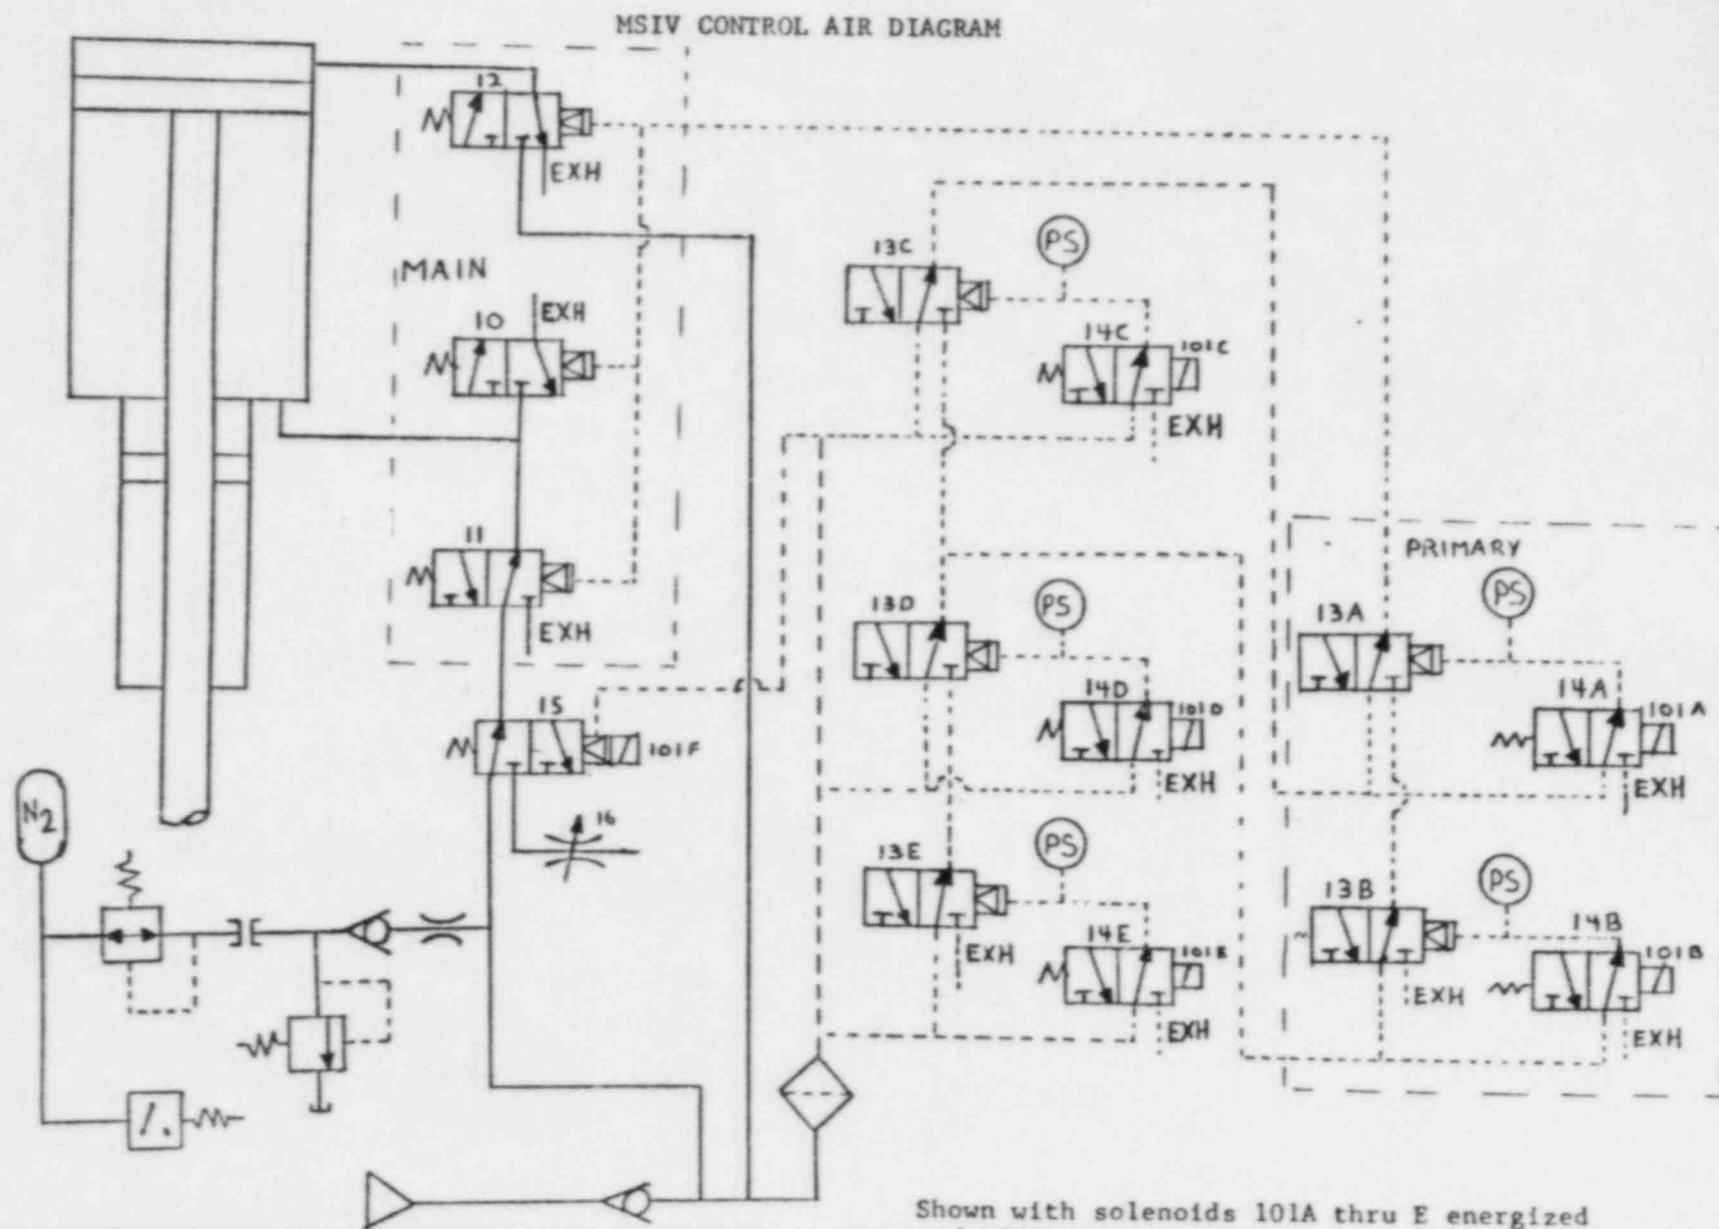 MSIV CONTROL AIR DIAGRAM
12
EXH
MAIN
10
EXH
11
EXH
15
101F
16
N2
13C
PS
14C
101C
EXH
13D
PS
14D
101D
EXH
13E
PS
14E
101E
EXH
EXH
PRIMARY
13A
PS
14A
101A
EXH
13B
PS
14B
101B
EXH
EXH
Shown with solenoids 101A thru E energized